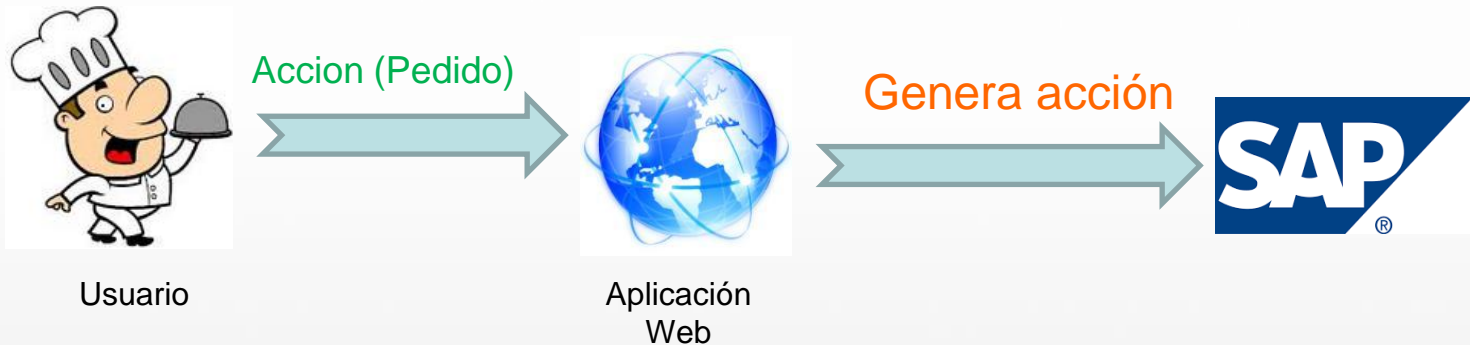 Accion (Pedido)
Genera acción
SAP
®
Usuario
Aplicación
Web